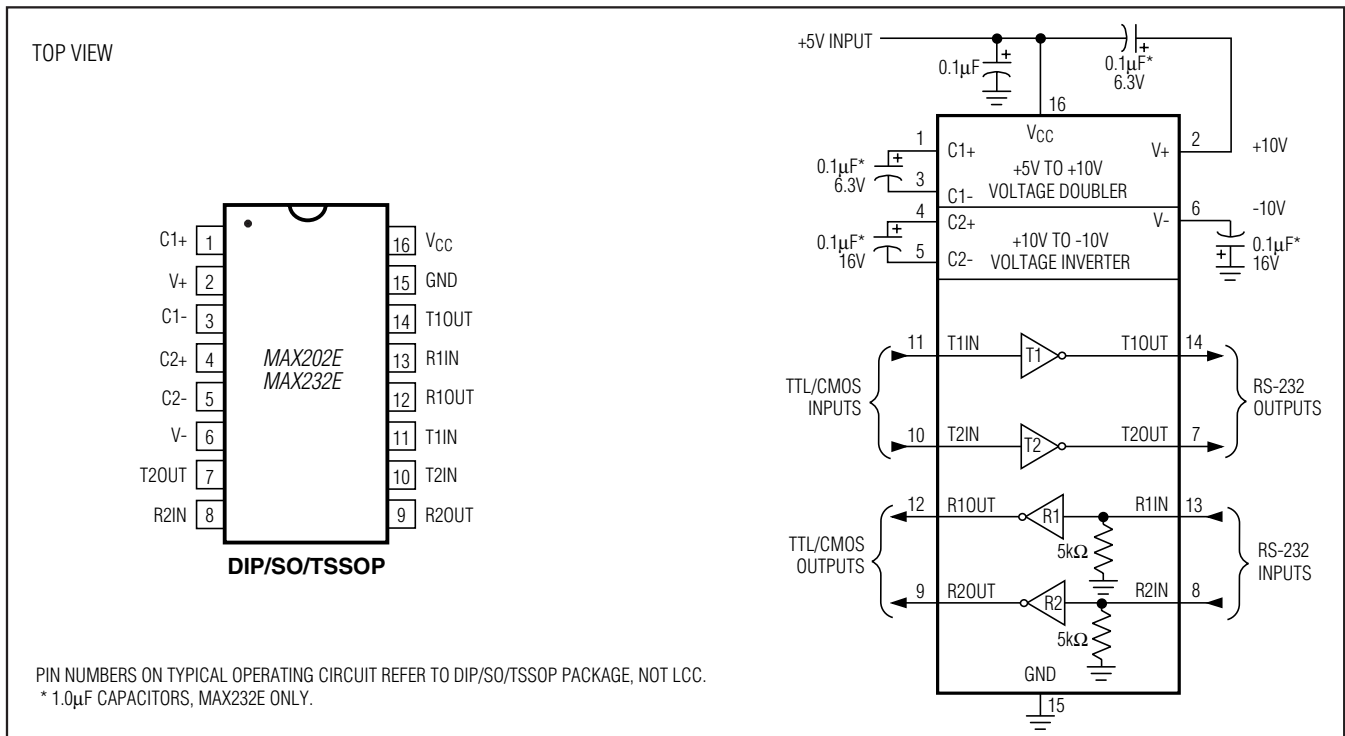 TOP VIEW
C1+ 1
V+ 2
C1- 3
C2+ 4
C2- 5
V- 6
T2OUT 7
R2IN 8
MAX202E
MAX232E
16 VCC
15 GND
14 T1OUT
13 R1IN
12 R1OUT
11 T1IN
10 T2IN
9 R2OUT
DIP/SO/TSSOP
PIN NUMBERS ON TYPICAL OPERATING CIRCUIT REFER TO DIP/SO/TSSOP PACKAGE, NOT LCC.
* 1.0µF CAPACITORS, MAX232E ONLY.
+5V INPUT
0.1µF
+
+
0.1µF*
6.3V
16
VCC
1
C1+
+
0.1µF*
6.3V
3
C1-
+5V TO +10V
VOLTAGE DOUBLER
V+
2
+10V
4
C2+
+
0.1µF*
16V
5
C2-
+10V TO -10V
VOLTAGE INVERTER
V-
6
-10V
+
0.1µF*
16V
TTL/CMOS
INPUTS
11 T1IN T1 T1OUT 14
10 T2IN T2 T2OUT 7
RS-232
OUTPUTS
TTL/CMOS
OUTPUTS
12 R1OUT R1 R1IN 13
5kΩ
9 R2OUT R2 R2IN 8
5kΩ
RS-232
INPUTS
GND
15